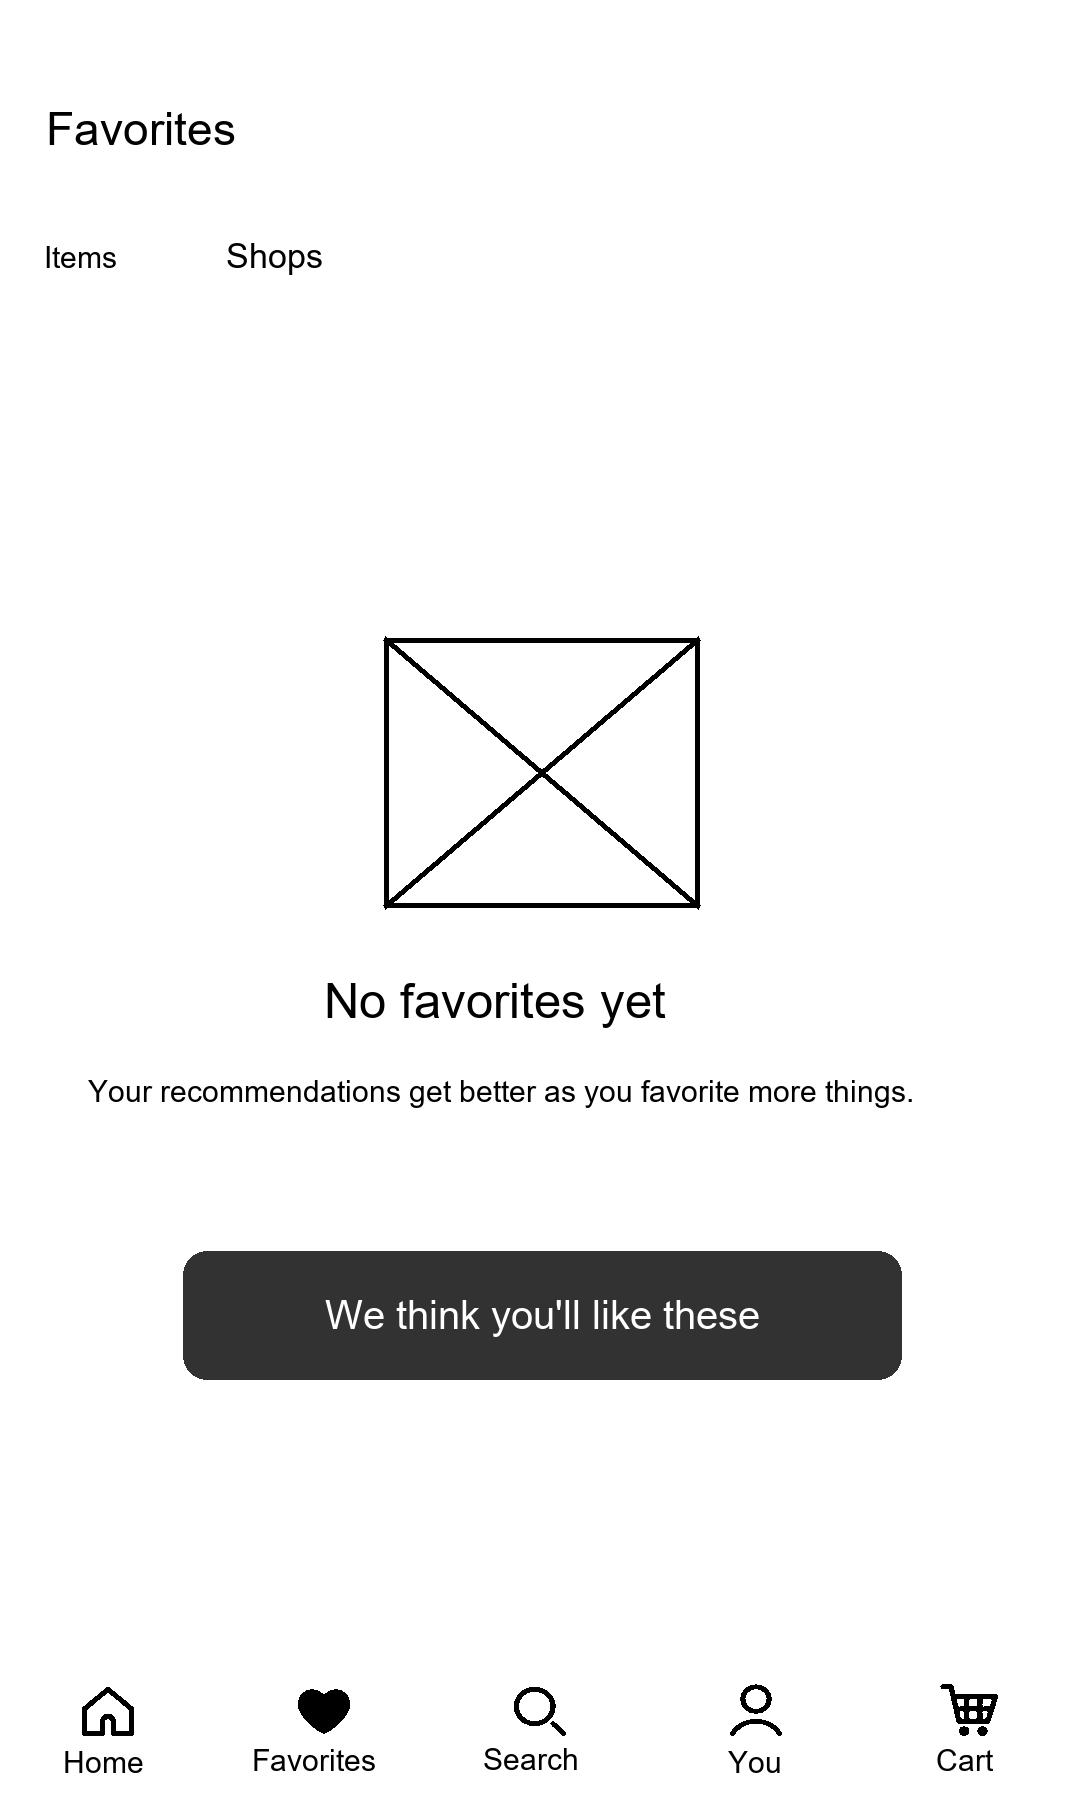 Favorites
Items Shops
No favorites yet
Your recommendations get better as you favorite more things.
We think you'll like these
Home Favorites Search You Cart